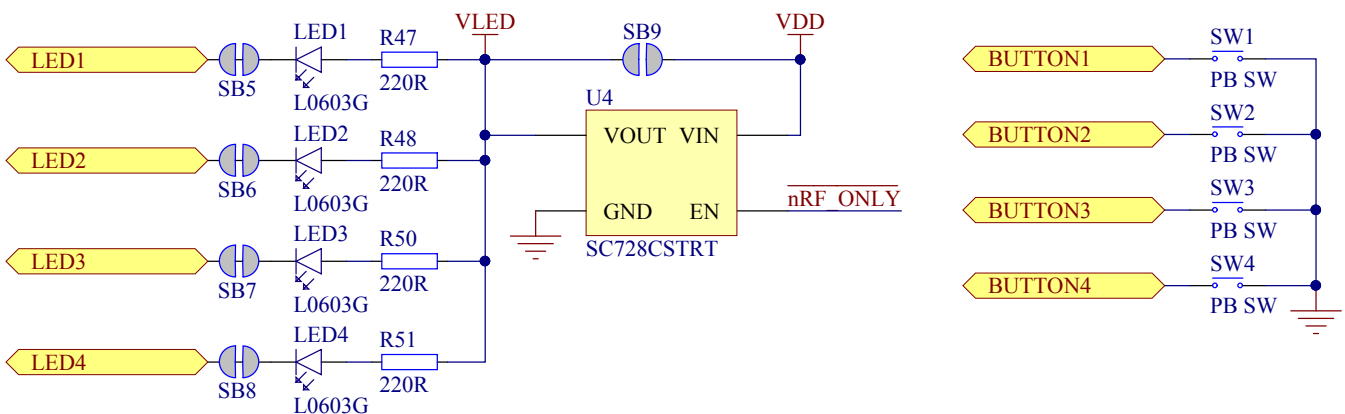 VLED
VDD
LED1
SB5
LED1
L0603G
R47
220R
SB9
LED2
SB6
LED2
L0603G
R48
220R
LED3
SB7
LED3
L0603G
R50
220R
LED4
SB8
LED4
L0603G
R51
220R
U4
VOUT VIN
GND EN
SC728CSTRT
nRF_ONLY
BUTTON1
SW1
PB SW
BUTTON2
SW2
PB SW
BUTTON3
SW3
PB SW
BUTTON4
SW4
PB SW